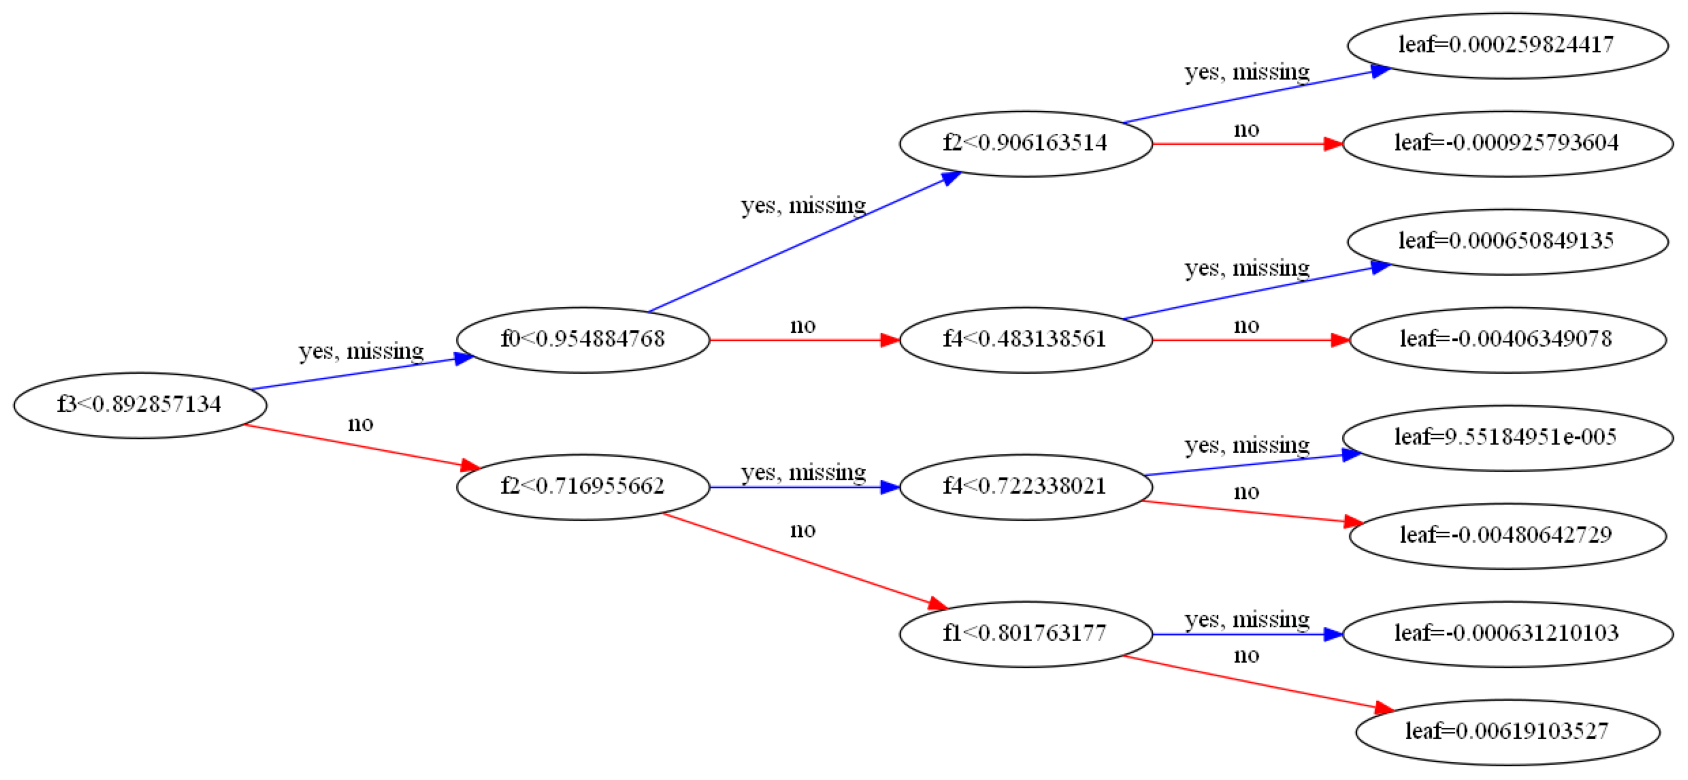 leaf=0.000259824417
yes, missing
f2<0.906163514
no
leaf=-0.000925793604
yes, missing
leaf=0.000650849135
yes, missing
f0<0.954884768
no
f4<0.483138561
no
leaf=-0.00406349078
yes, missing
f3<0.892857134
no
leaf=9.55184951e-005
yes, missing
f2<0.716955662
yes, missing
f4<0.722338021
no
leaf=-0.00480642729
no
f1<0.801763177
yes, missing
leaf=-0.000631210103
no
leaf=0.00619103527